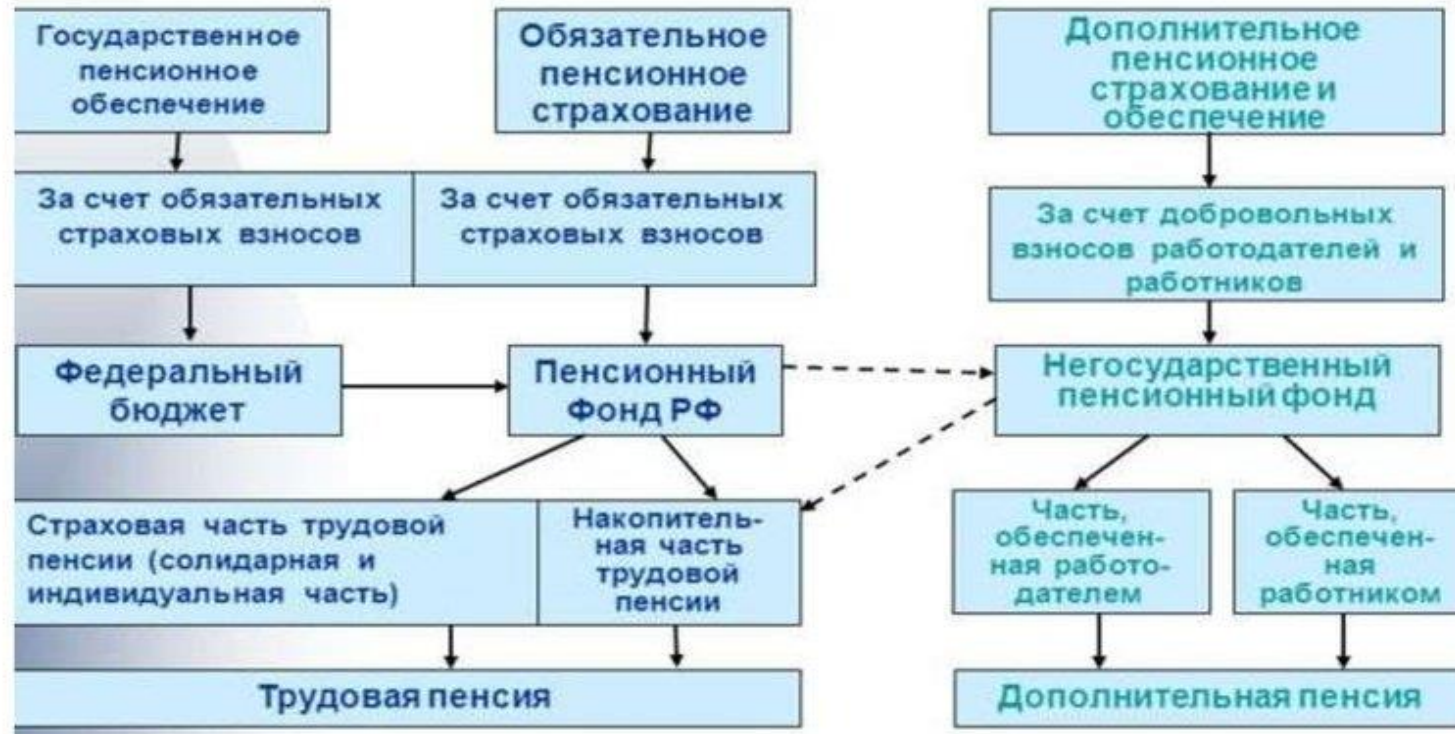 Государственное
пенсионное
обеспечение
Обязательное
пенсионное
страхование
Дополнительное
пенсионное
страхование и
обеспечение
За счет обязательных
страховых взносов
За счет обязательных
страховых взносов
За счет добровольных
взносов работодателей и
работников
Федеральный
бюджет
Пенсионный
Фонд РФ
Негосударственный
пенсионный фонд
Страховая часть трудовой
пенсии (солидарная и
индивидуальная часть)
Накопитель-
ная часть
трудовой
пенсии
Часть,
обеспечен-
ная работо-
дателем
Часть,
обеспечен-
ная
работником
Трудовая пенсия
Дополнительная пенсия